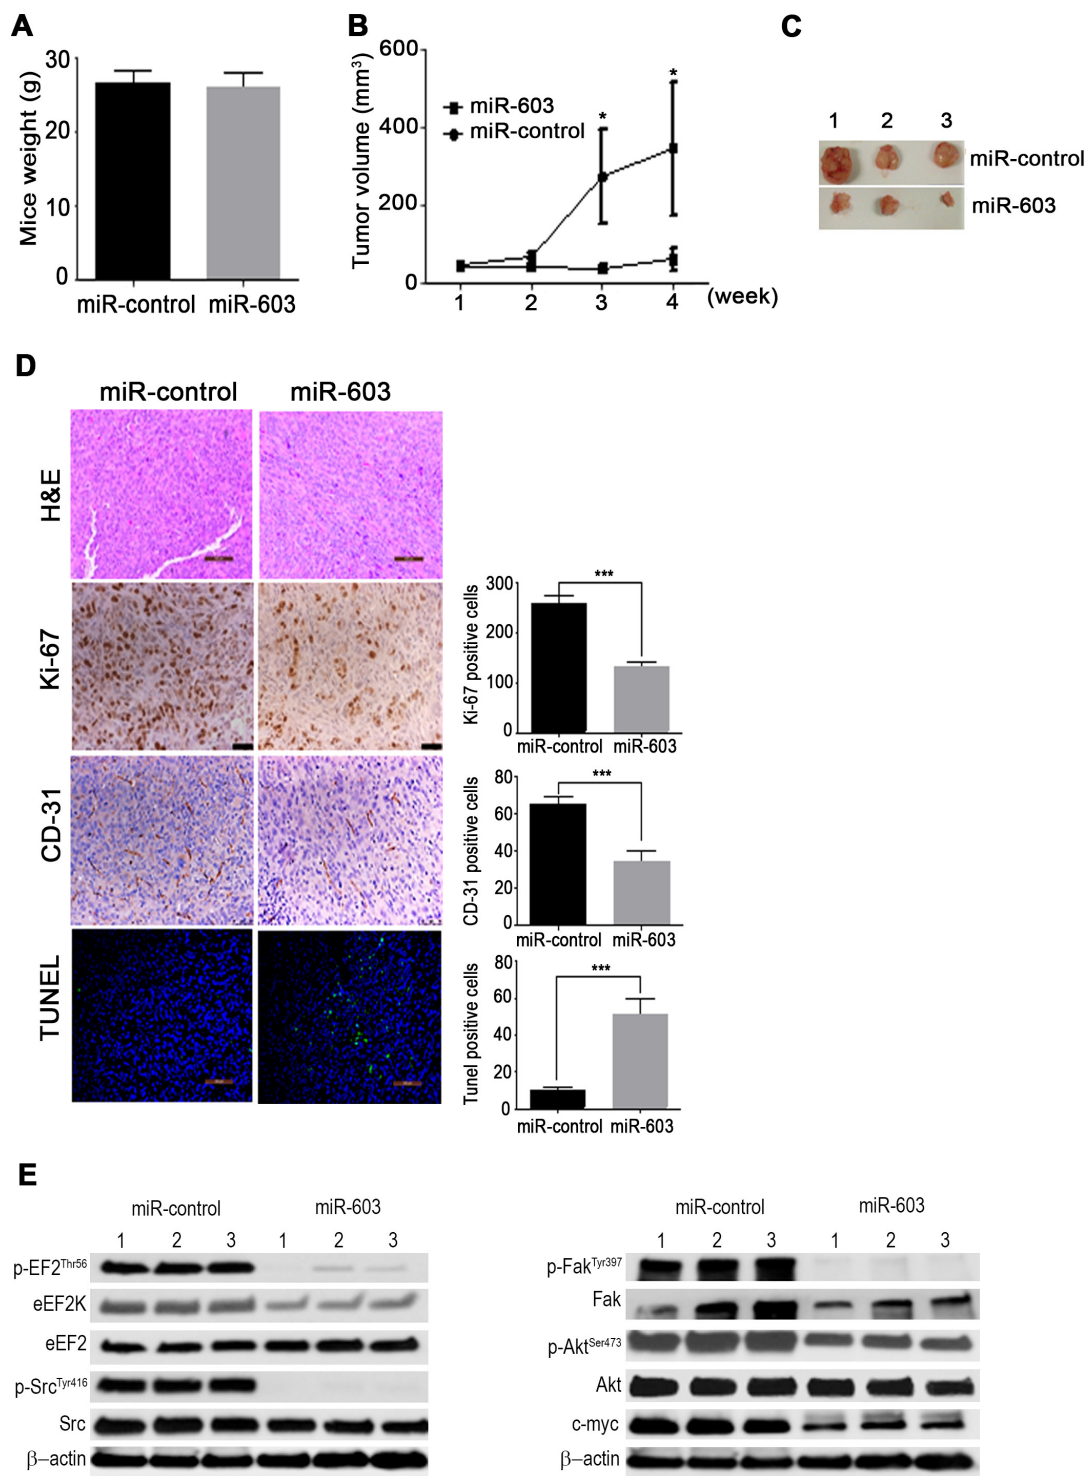 A
Mice weight (g)
30
20
10
0
miR-control miR-603
B
Tumor volume (mm³)
600
400
200
0
miR-603
miR-control
*
*
1 2 3 4 (week)
C
1 2 3
miR-control
miR-603
D
miR-control miR-603
H&E
Ki-67
CD-31
TUNEL
Ki-67 positive cells
300
200
100
0
***
miR-control miR-603
CD-31 positive cells
80
60
40
20
0
***
miR-control miR-603
Tunel positive cells
80
60
40
20
0
***
miR-control miR-603
E
miR-control miR-603
1 2 3 1 2 3
p-EF2Thr56
eEF2K
eEF2
p-SrcTyr416
Src
β–actin
miR-control miR-603
1 2 3 1 2 3
p-FakTyr397
Fak
p-AktSer473
Akt
c-myc
β–actin